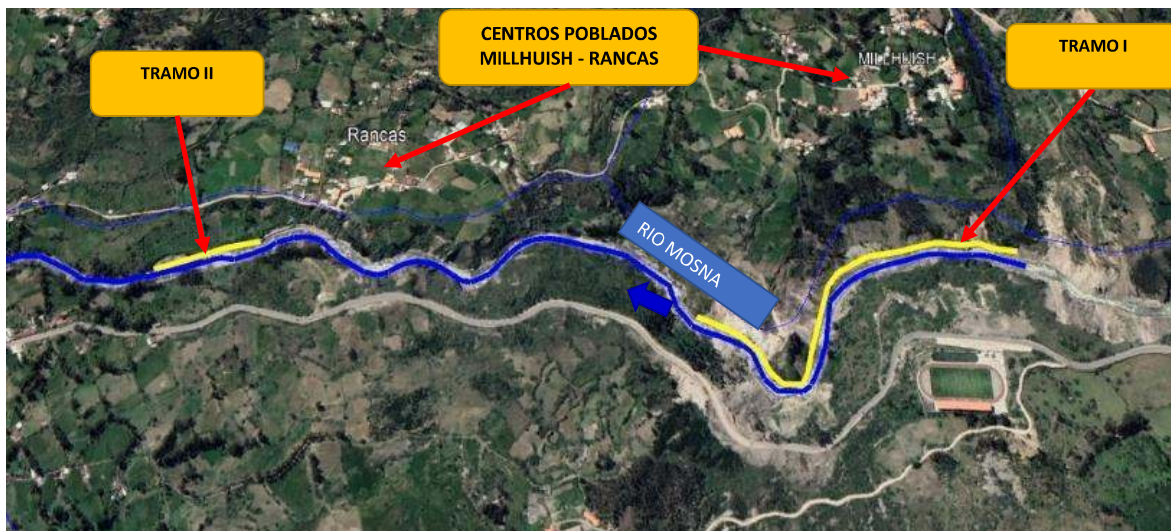 CENTROS POBLADOS
MILLHUISH - RANCAS
TRAMO I
TRAMO II
MILLHUISH
Rancas
RIO MOSNA